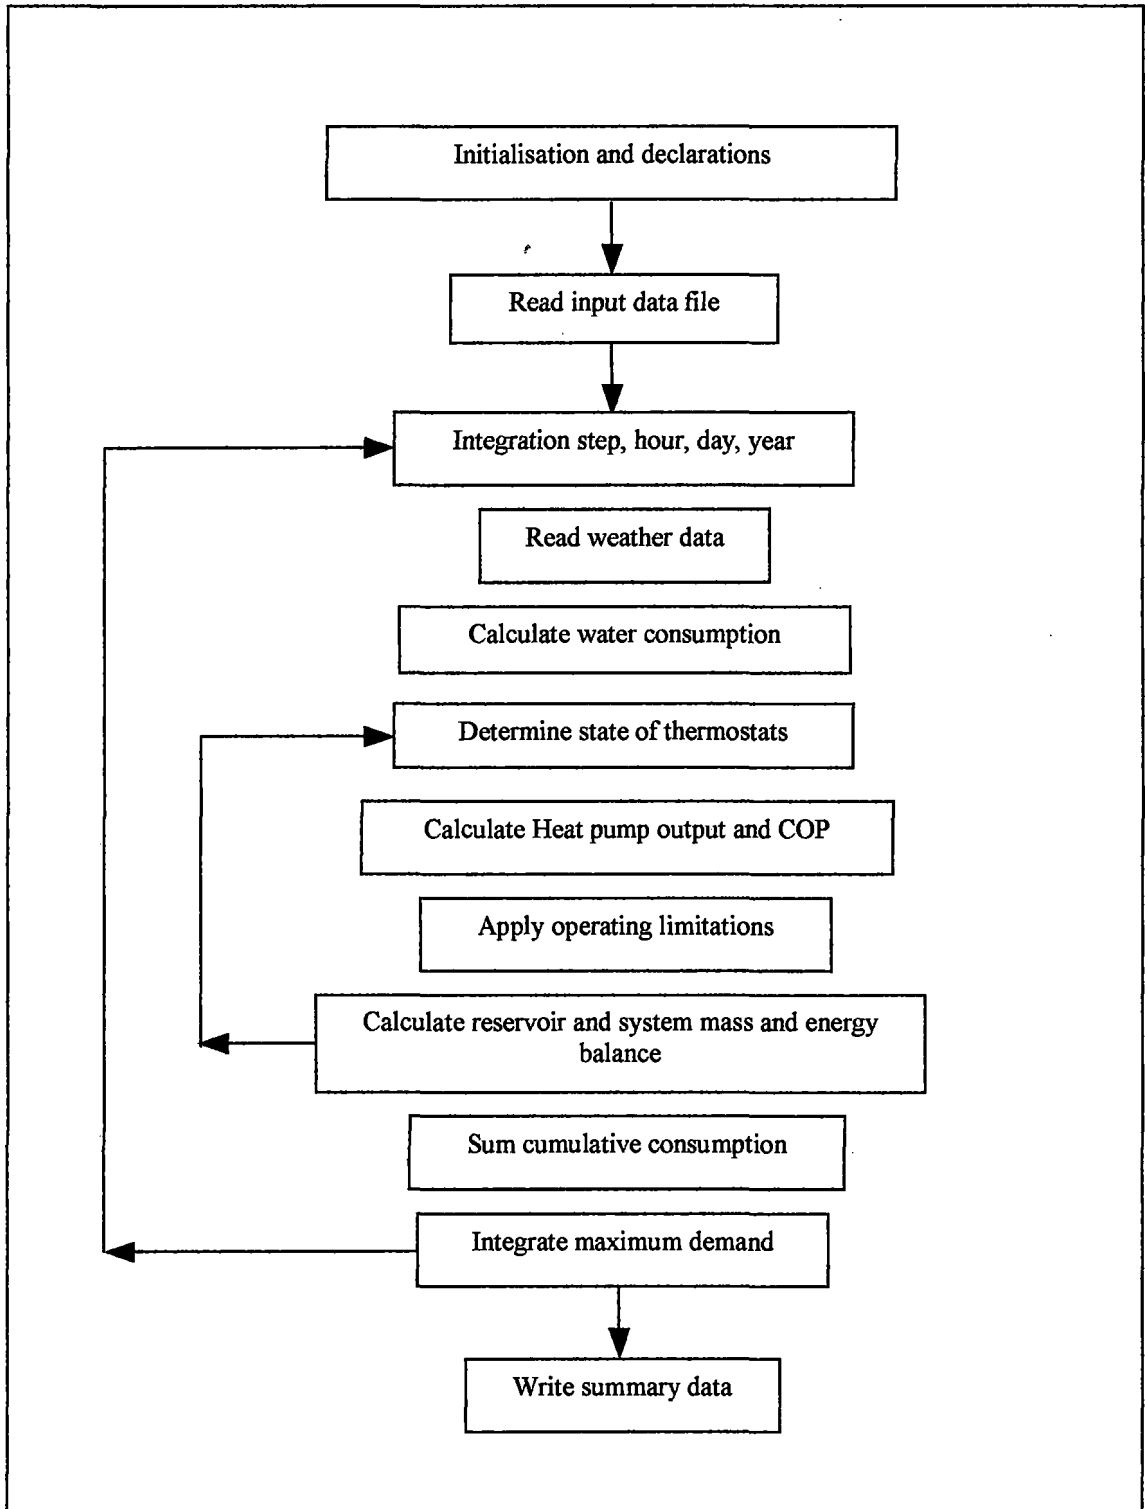 Initialisation and declarations
Read input data file
Integration step, hour, day, year
Read weather data
Calculate water consumption
Determine state of thermostats
Calculate Heat pump output and COP
Apply operating limitations
Calculate reservoir and system mass and energy
balance
Sum cumulative consumption
Integrate maximum demand
Write summary data